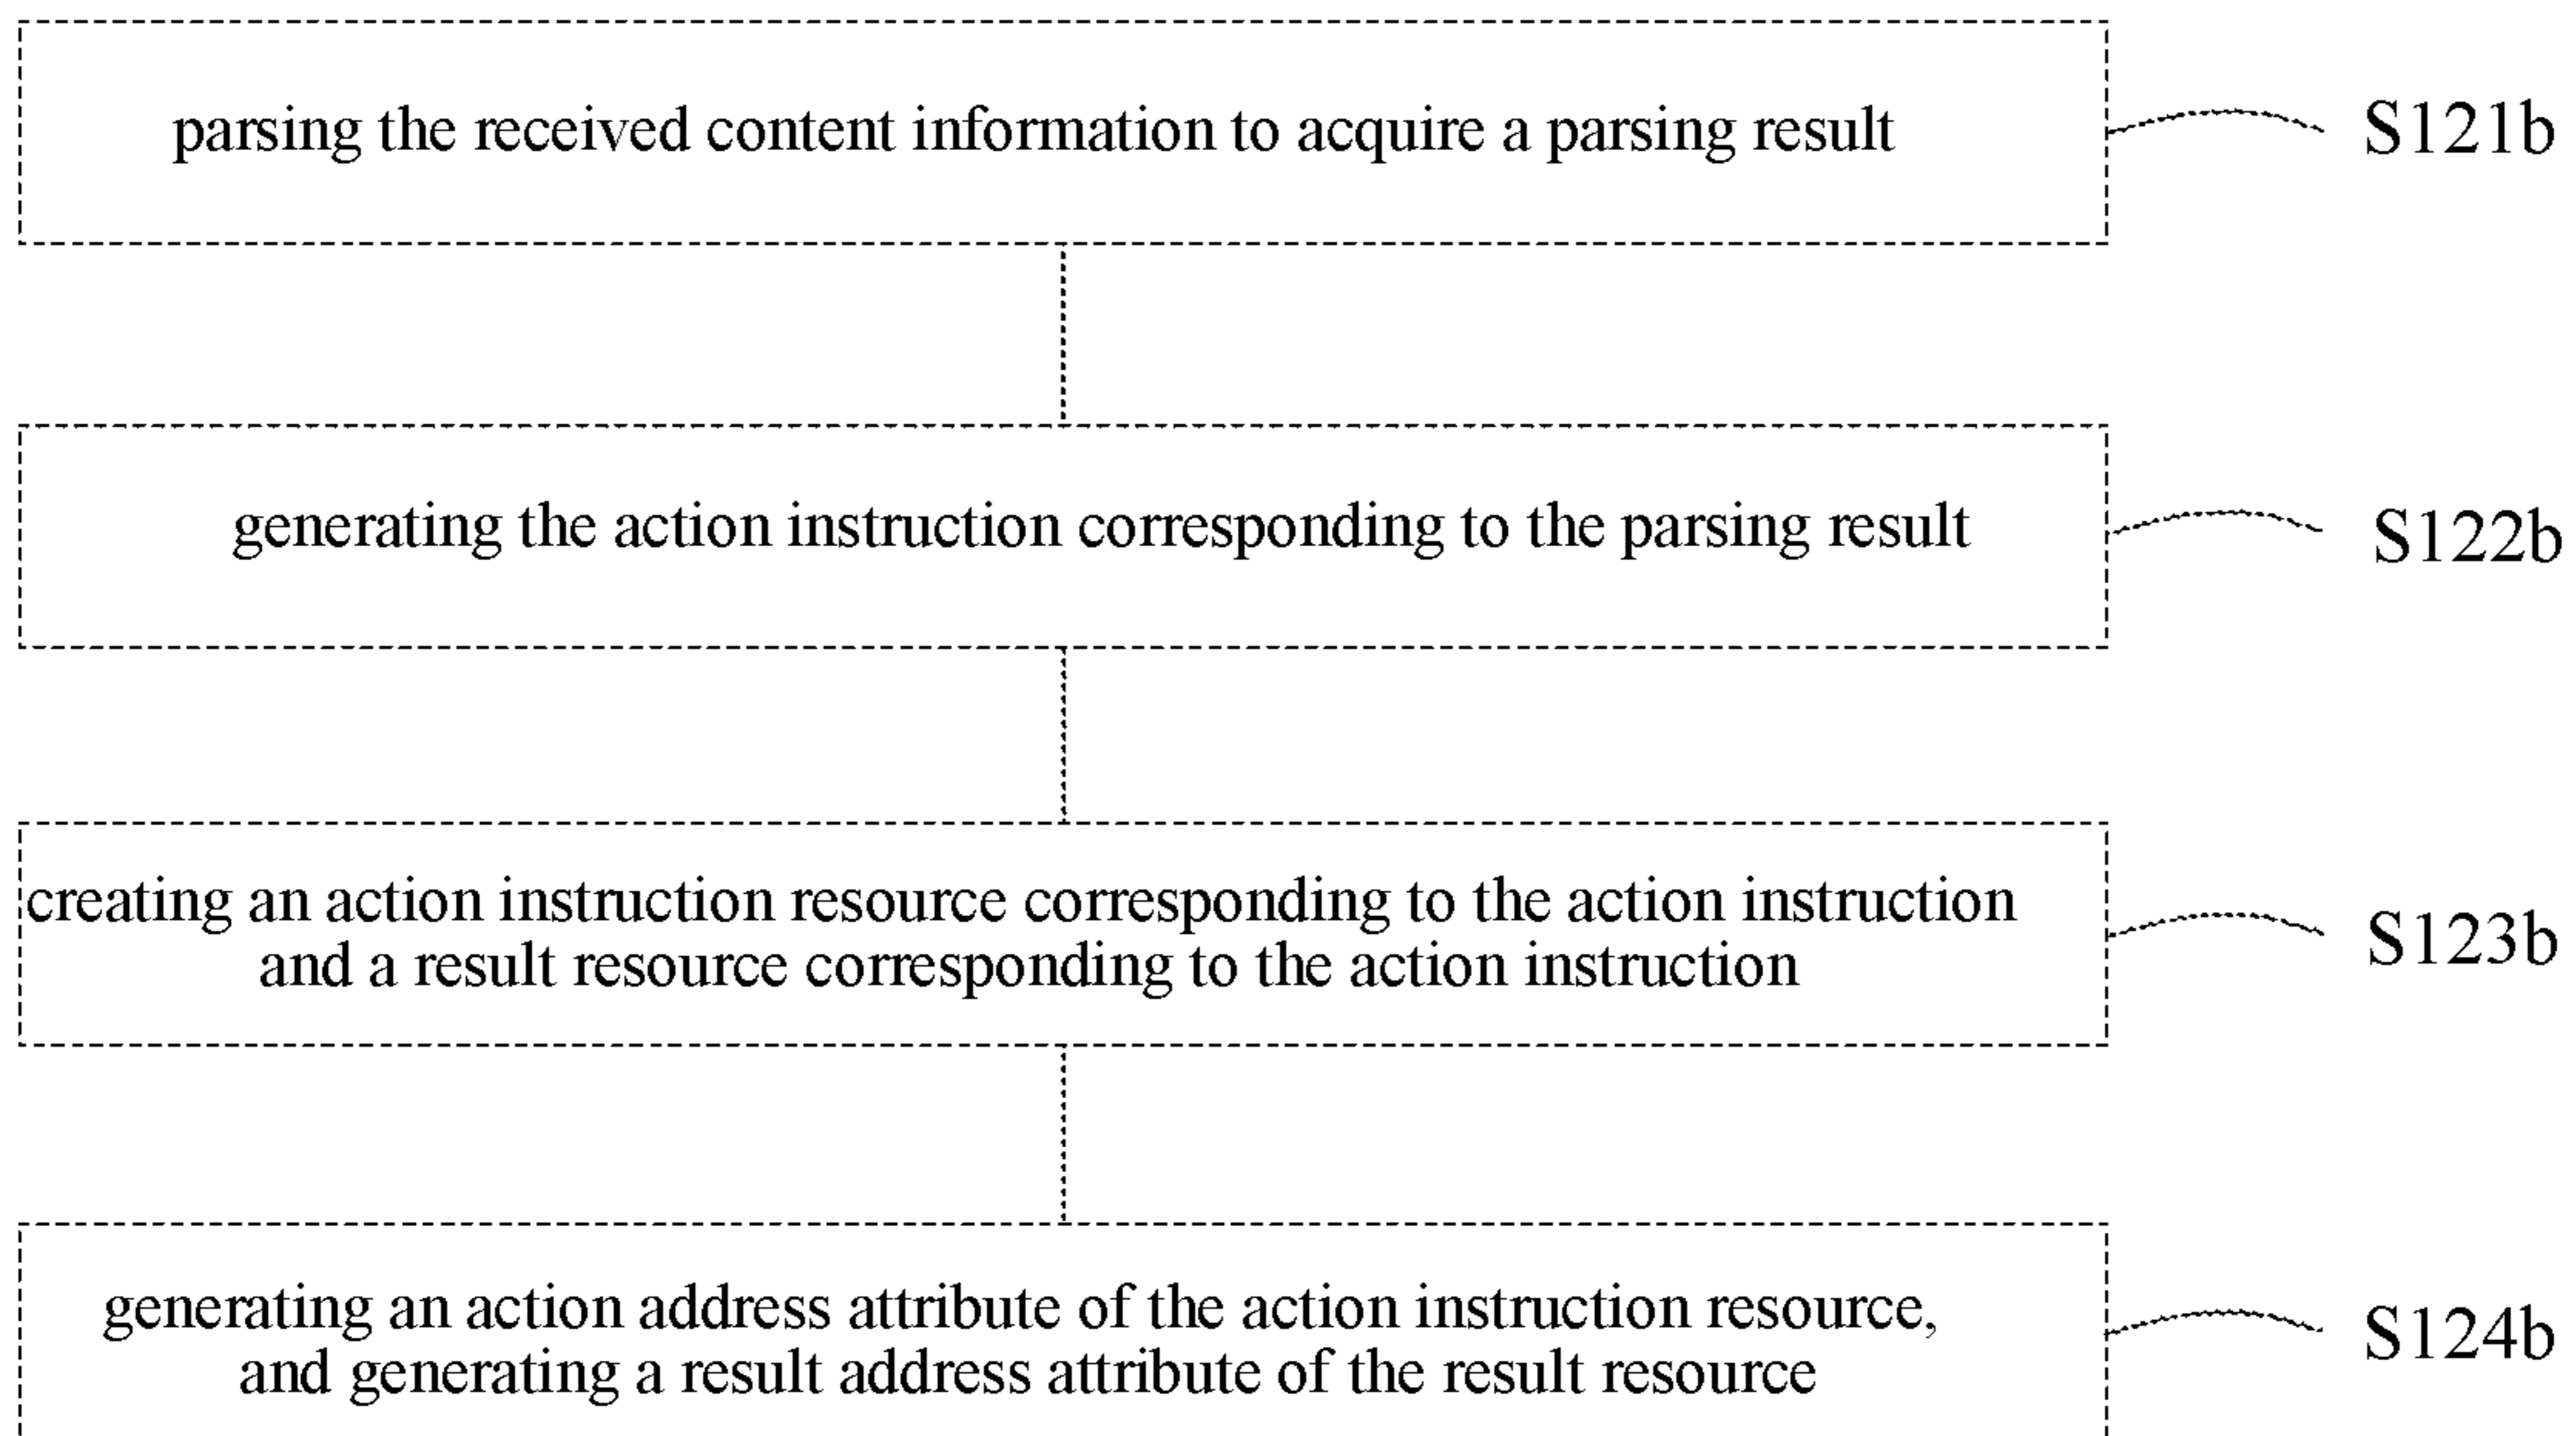 parsing the received content information to acquire a parsing result
S121b
generating the action instruction corresponding to the parsing result
S122b
creating an action instruction resource corresponding to the action instruction
and a result resource corresponding to the action instruction
S123b
generating an action address attribute of the action instruction resource,
and generating a result address attribute of the result resource
S124b